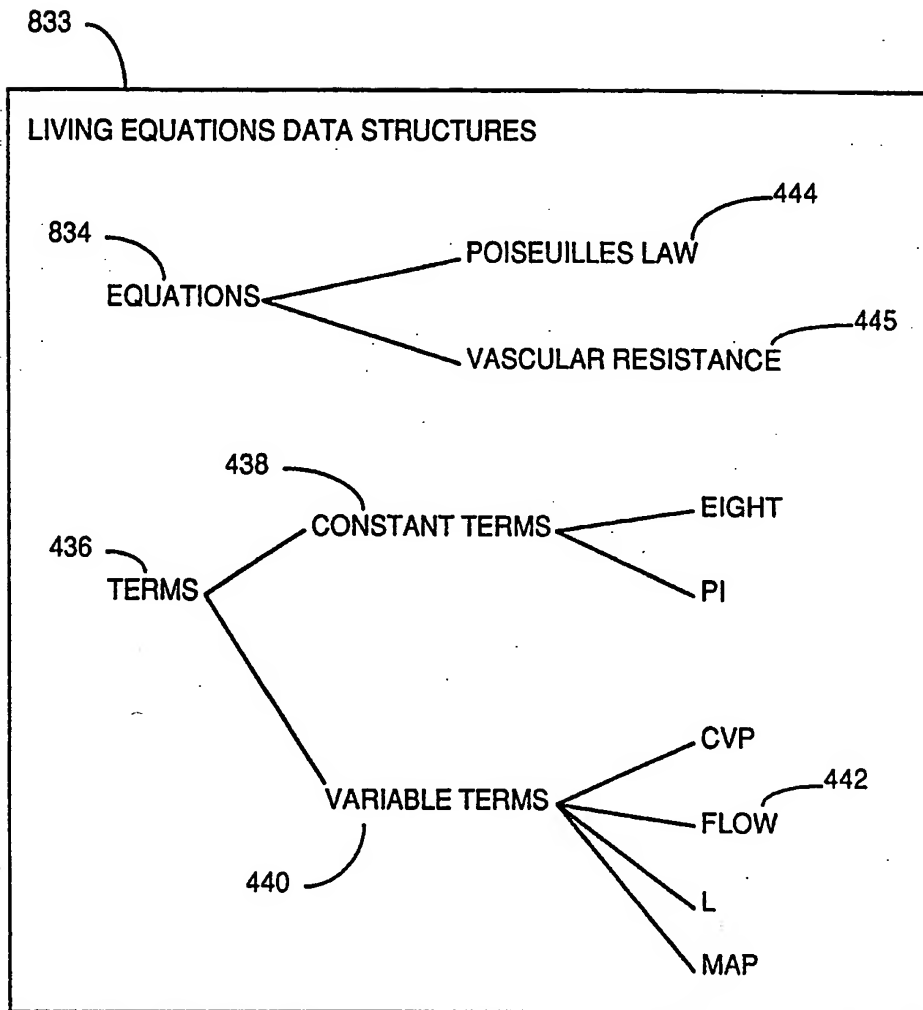 833
LIVING EQUATIONS DATA STRUCTURES
444
834
POISEUILLES LAW
EQUATIONS
445
VASCULAR RESISTANCE
438
EIGHT
CONSTANT TERMS
436
TERMS
PI
CVP
442
VARIABLE TERMS
FLOW
440
L
MAP